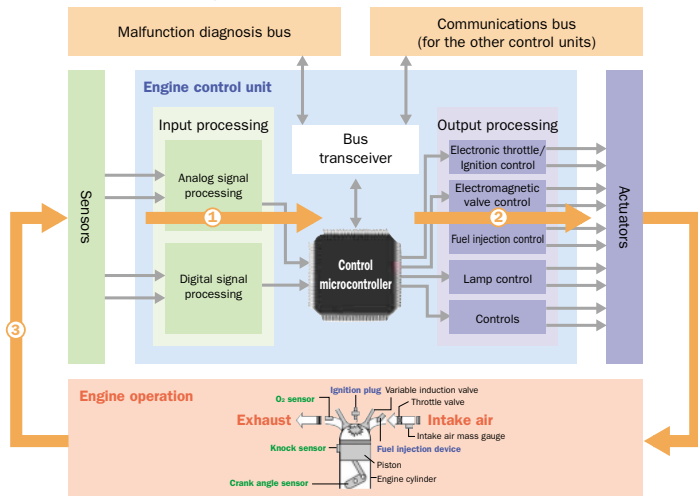 Malfunction diagnosis bus
Communications bus
(for the other control units)
Engine control unit
Input processing
Output processing
Bus
transceiver
Sensors
Analog signal
processing
Digital signal
processing
Control
microcontroller
Electronic throttle/
Ignition control
Electromagnetic
valve control
Fuel injection control
Lamp control
Controls
Actuators
1
2
3
Engine operation
Ignition plug
Variable induction valve
O₂ sensor
Throttle valve
Exhaust
Intake air
Intake air mass gauge
Knock sensor
Fuel injection device
Piston
Engine cylinder
Crank angle sensor